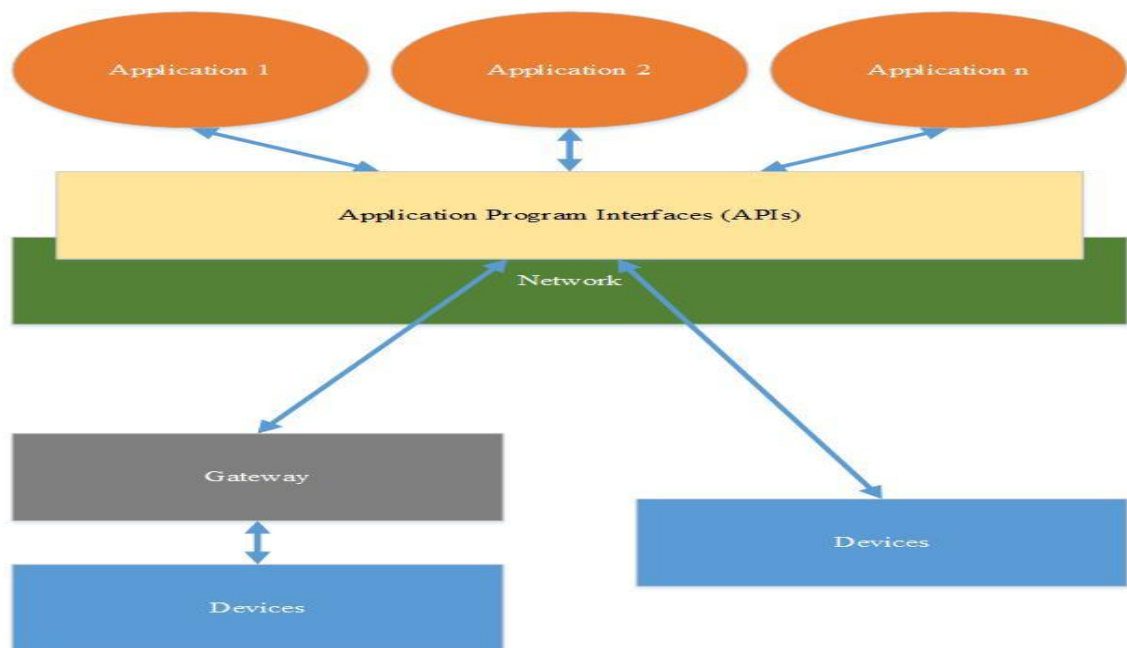 Application 1
Application 2
Application n
Application Program Interfaces (APIs)
Network
Gateway
Devices
Devices